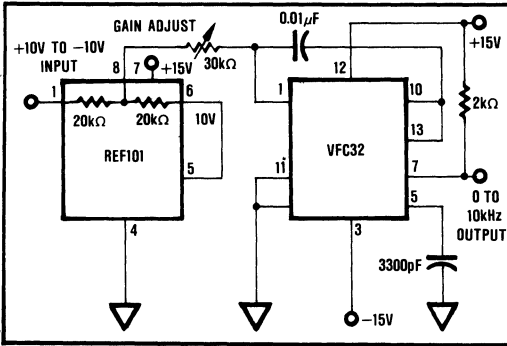 GAIN ADJUST
0.01µF
+10V TO −10V
INPUT
8
7
+15V
30kΩ
12
+15V
1
6
20kΩ
20kΩ
10V
1
10
2kΩ
REF101
VFC32
13
5
11
7
4
3
5
0 TO
10kHz
OUTPUT
3300pF
−15V